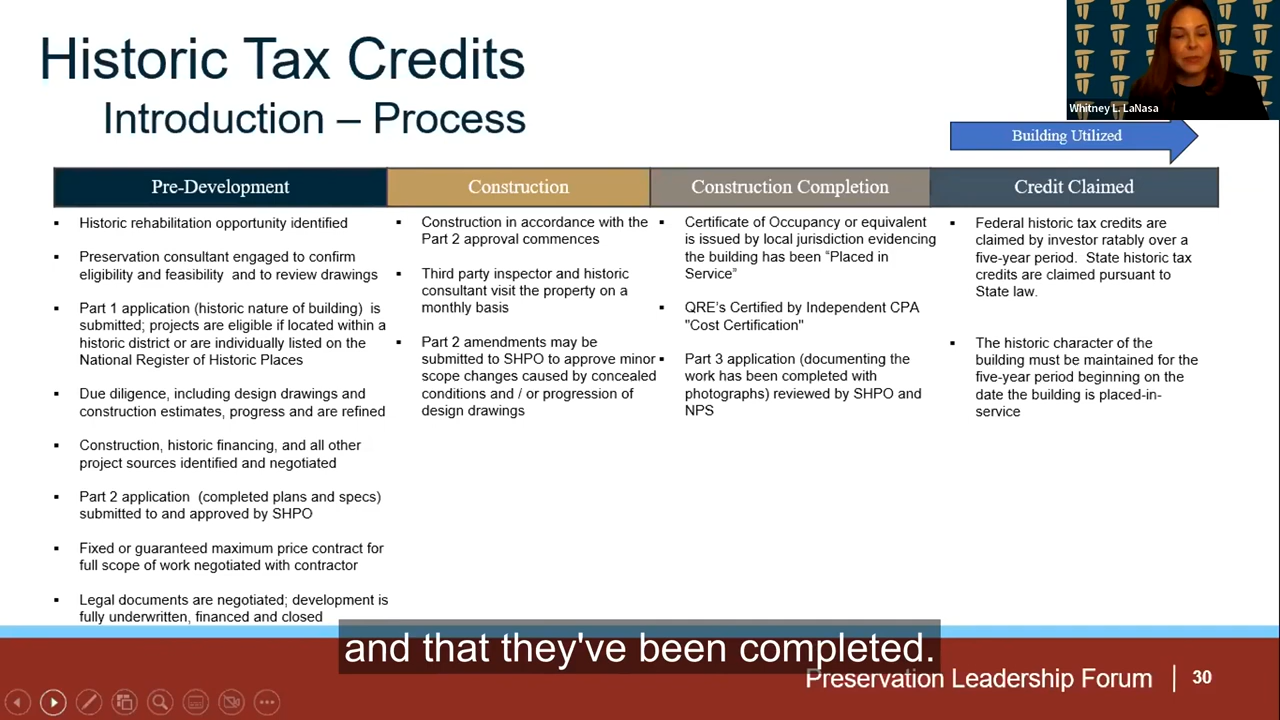 Historic Tax Credits
Introduction – Process
Whitney L. LaNasa
Building Utilized
Pre-Development
Historic rehabilitation opportunity identified
Preservation consultant engaged to confirm
eligibility and feasibility and to review drawings
Part 1 application (historic nature of building) is
submitted; projects are eligible if located within a
historic district or are individually listed on the
National Register of Historic Places
Due diligence, including design drawings and
construction estimates, progress and are refined
Construction, historic financing, and all other
project sources identified and negotiated
Part 2 application (completed plans and specs)
submitted to and approved by SHPO
Fixed or guaranteed maximum price contract for
full scope of work negotiated with contractor
Legal documents are negotiated; development is
fully underwritten, financed and closed
Construction
Construction in accordance with the
Part 2 approval commences
Third party inspector and historic
consultant visit the property on a
monthly basis
Part 2 amendments may be
submitted to SHPO to approve minor
scope changes caused by concealed
conditions and / or progression of
design drawings
Construction Completion
Certificate of Occupancy or equivalent
is issued by local jurisdiction evidencing
the building has been “Placed in
Service”
QRE’s Certified by Independent CPA
"Cost Certification"
Part 3 application (documenting the
work has been completed with
photographs) reviewed by SHPO and
NPS
Credit Claimed
Federal historic tax credits are
claimed by investor ratably over a
five-year period. State historic tax
credits are claimed pursuant to
State law.
The historic character of the
building must be maintained for the
five-year period beginning on the
date the building is placed-in-
service
and that they've been completed.
Preservation Leadership Forum | 30